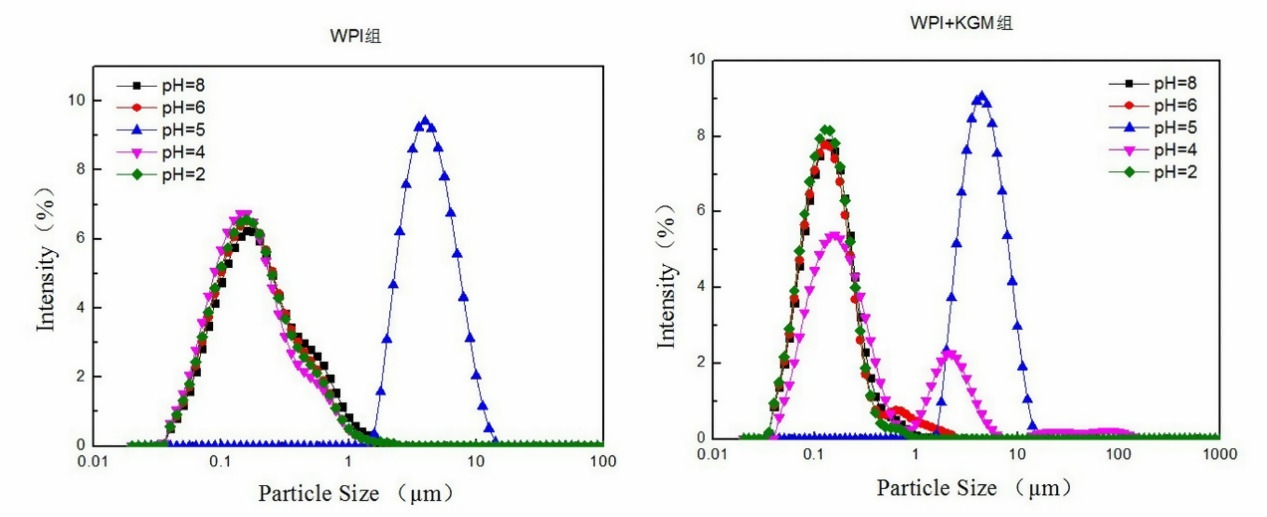 WPI组
10
8
6
4
2
0
0.01
0.1
1
10
100
Intensity（%）
Particle Size （μm）
pH=8
pH=6
pH=5
pH=4
pH=2
WPI+KGM组
10
8
6
4
2
0
0.01
0.1
1
10
100
1000
Intensity（%）
Particle Size （μm）
pH=8
pH=6
pH=5
pH=4
pH=2